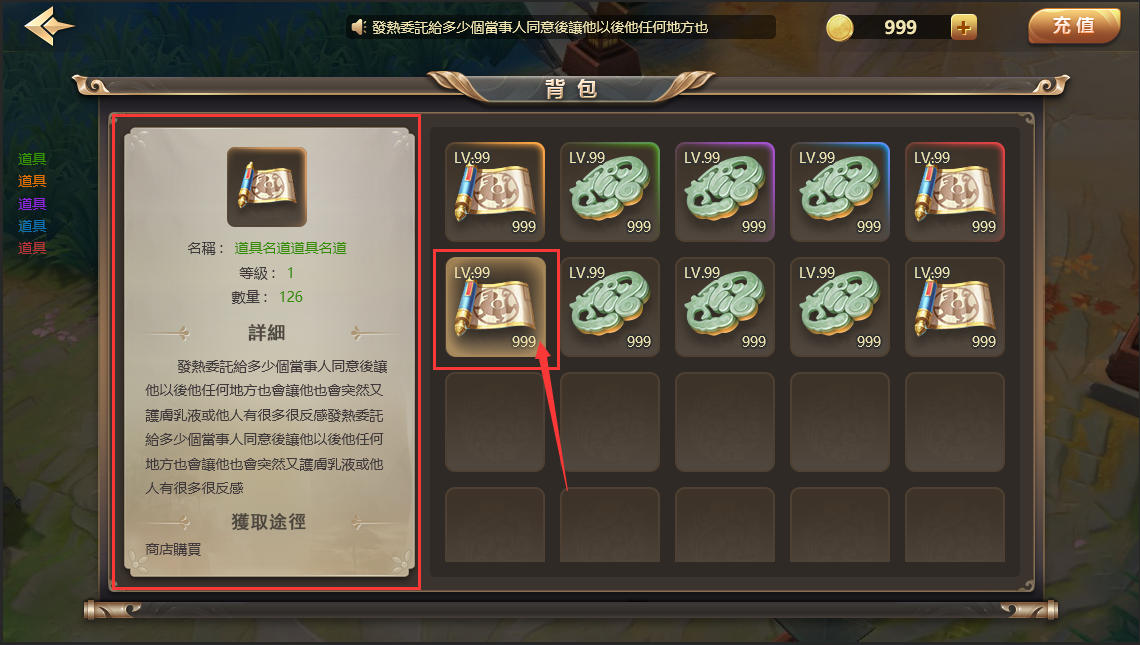 發熱委託給多少個當事人同意後讓他以後他任何地方也
999
充值
背包
道具
道具
道具
道具
道具
名稱： 道具名道道具名道
等級： 1
數量： 126
詳細
發熱委託給多少個當事人同意後讓
他以後他任何地方也會讓他也會突然又
護膚乳液或他人有很多很反感發熱委託
給多少個當事人同意後讓他以後他任何
地方也會讓他也會突然又護膚乳液或他
人有很多很反感
獲取途徑
商店購買
LV.99 LV.99 LV.99 LV.99 LV.99
999 999 999 999 999
LV.99 LV.99 LV.99 LV.99 LV.99
999 999 999 999 999